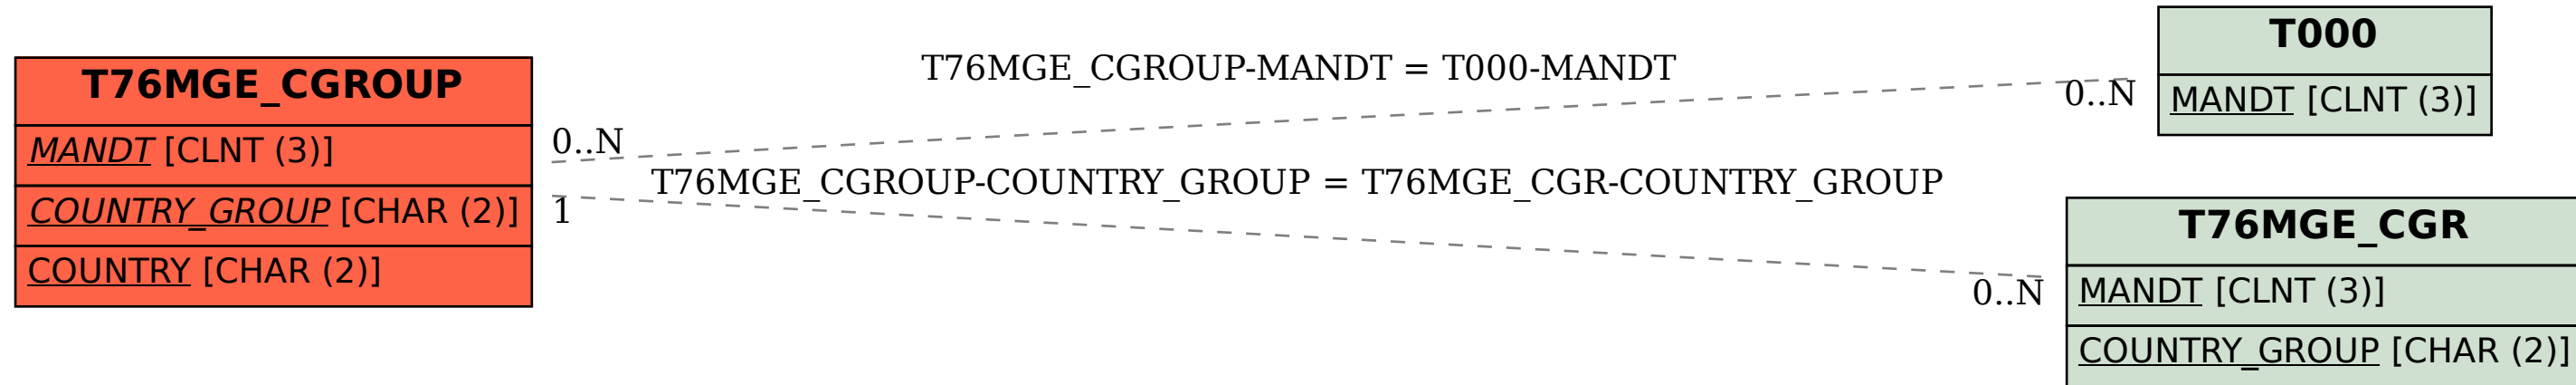 T76MGE_CGROUP
MANDT [CLNT (3)]
COUNTRY_GROUP [CHAR (2)]
COUNTRY [CHAR (2)]
T76MGE_CGROUP-MANDT = T000-MANDT
0..N
0..N
T76MGE_CGROUP-COUNTRY_GROUP = T76MGE_CGR-COUNTRY_GROUP
1
0..N
T000
MANDT [CLNT (3)]
T76MGE_CGR
MANDT [CLNT (3)]
COUNTRY_GROUP [CHAR (2)]